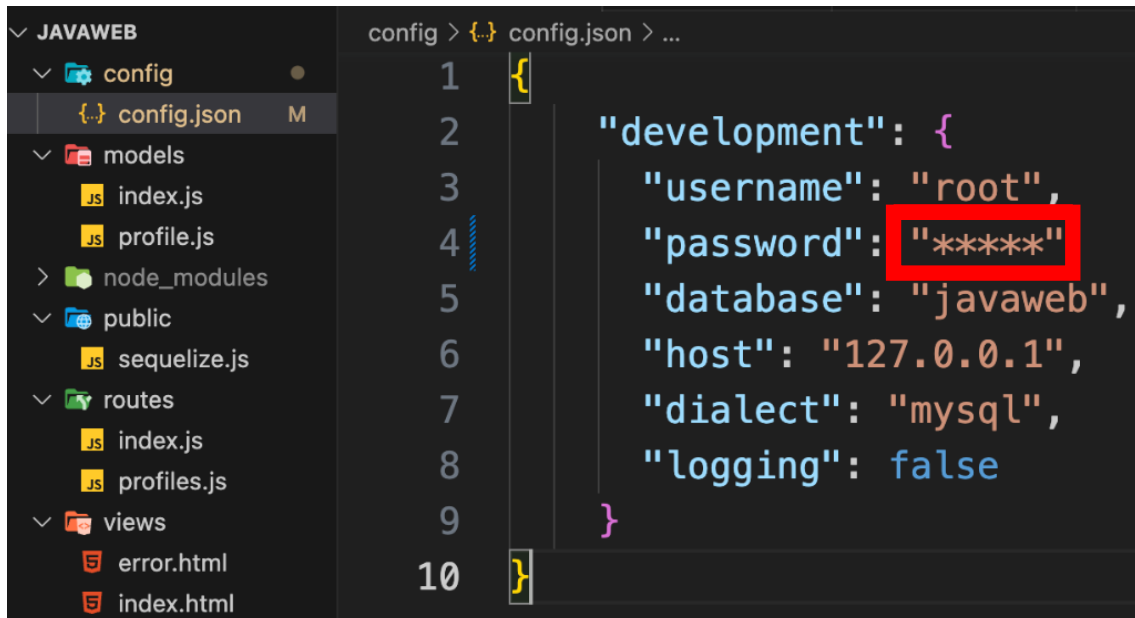 JAVAWEB
config
config.json M
models
index.js
profile.js
node_modules
public
sequelize.js
routes
index.js
profiles.js
views
error.html
index.html
config > {..} config.json > ...
1 {
2 "development": {
3 "username": "root",
4 "password": "*****"
5 "database": "javaweb",
6 "host": "127.0.0.1",
7 "dialect": "mysql",
8 "logging": false
9 }
10 }